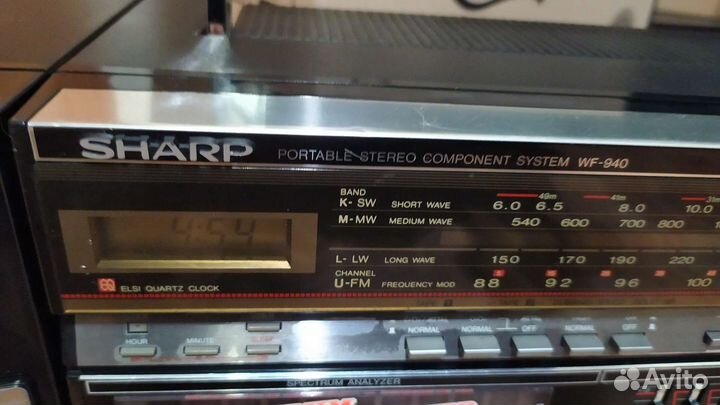 SHARP PORTABLE STEREO COMPONENT SYSTEM WF-940
BAND
K- SW SHORT WAVE 6.0 6.5 8.0 10.0
49m 41m 31m
M-MW MEDIUM WAVE 540 600 700 800
4:54
L- LW LONG WAVE 150 170 190 220
CHANNEL
U-FM FREQUENCY MOD 88 92 96 100
ELSI QUARTZ CLOCK
HOUR MINUTE SLEEP
NORMAL NORMAL OFF NORMAL OFF
SPECTRUM ANALYZER
Avito